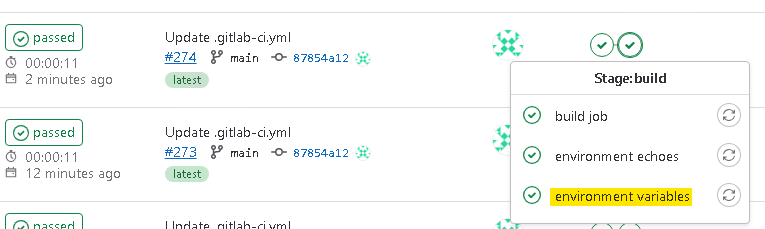 passed
00:00:11
2 minutes ago
Update .gitlab-ci.yml
#274 main 87854a12
latest
Stage: build
build job
environment echoes
environment variables
passed
00:00:11
12 minutes ago
Update .gitlab-ci.yml
#273 main 87854a12
latest
passed
Update .gitlab-ci.yml